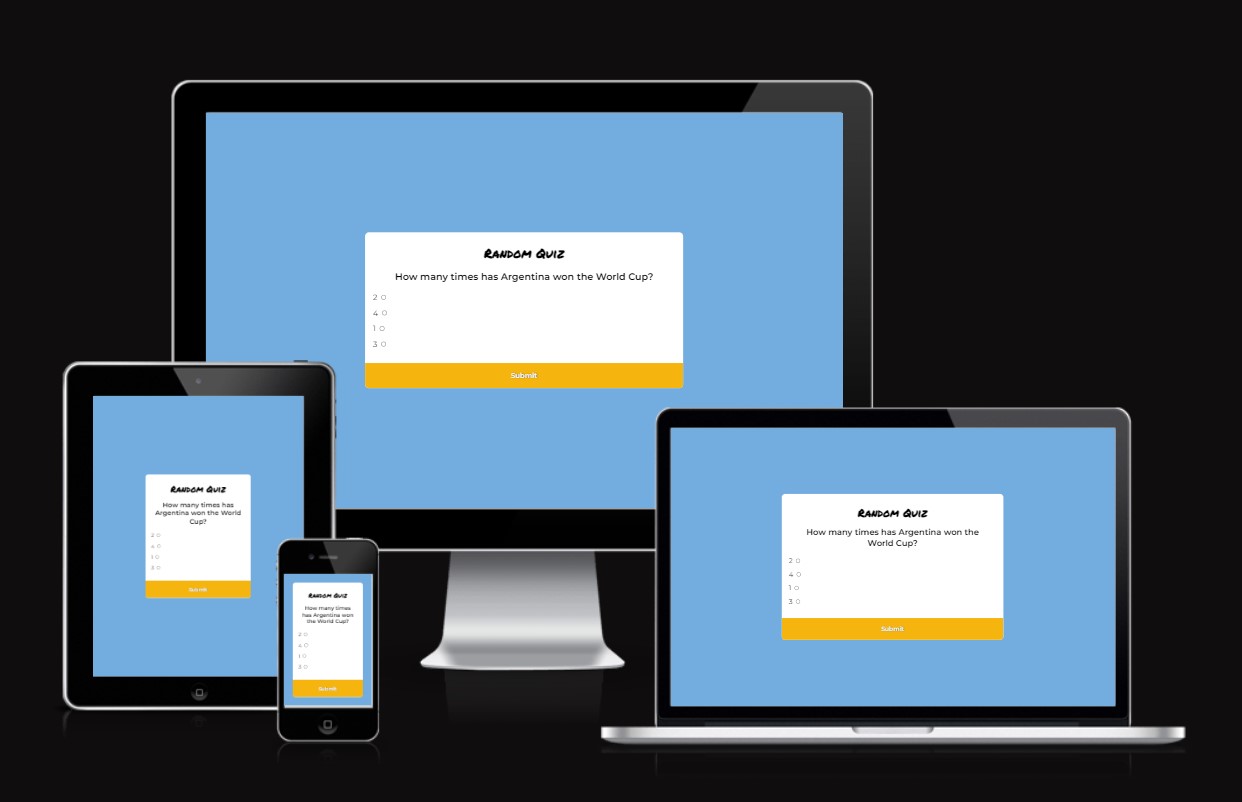 Random Quiz
How many times has Argentina won the World Cup?
2
4
1
3
Submit
Random Quiz
How many times has
Argentina won the World
Cup?
2
4
1
3
Submit
Random Quiz
How many times
has Argentina won
the World Cup?
2
4
1
3
Submit
Random Quiz
How many times has Argentina won the
World Cup?
2
4
1
3
Submit